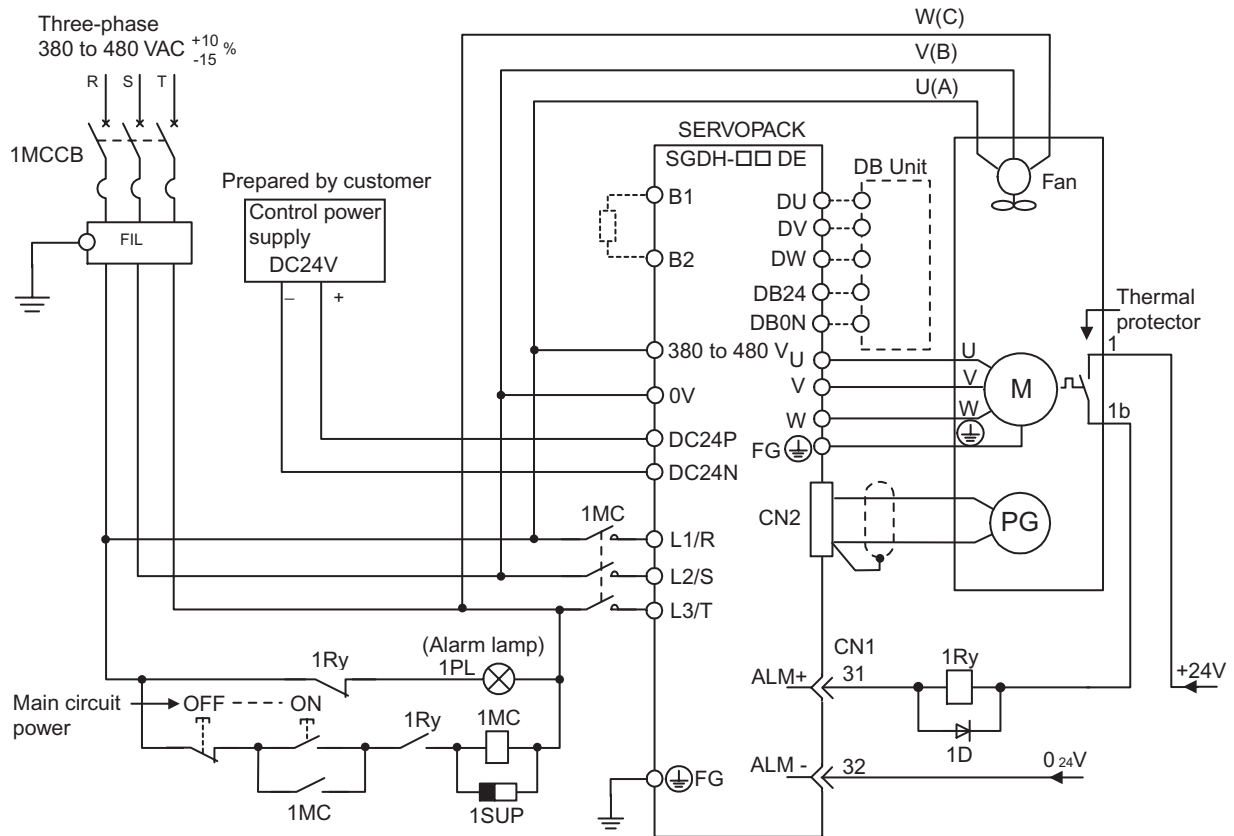 Three-phase
380 to 480 VAC +10 -15 %
R S T
1MCCB
FIL
Prepared by customer
Control power
supply
DC24V
– +
W(C)
V(B)
U(A)
SERVOPACK
SGDH-□□ DE
DB Unit
Fan
B1
B2
DU
DV
DW
DB24
DB0N
380 to 480 V
0V
DC24P
DC24N
U
V
W
FG
U
V
W
M
Thermal
protector
1
1b
CN2
PG
1MC
L1/R
L2/S
L3/T
(Alarm lamp)
1Ry
1PL
Main circuit
power
OFF
ON
1Ry
1MC
1MC
1SUP
FG
CN1
ALM+
31
1Ry
1D
+24V
ALM -
32
0 24V